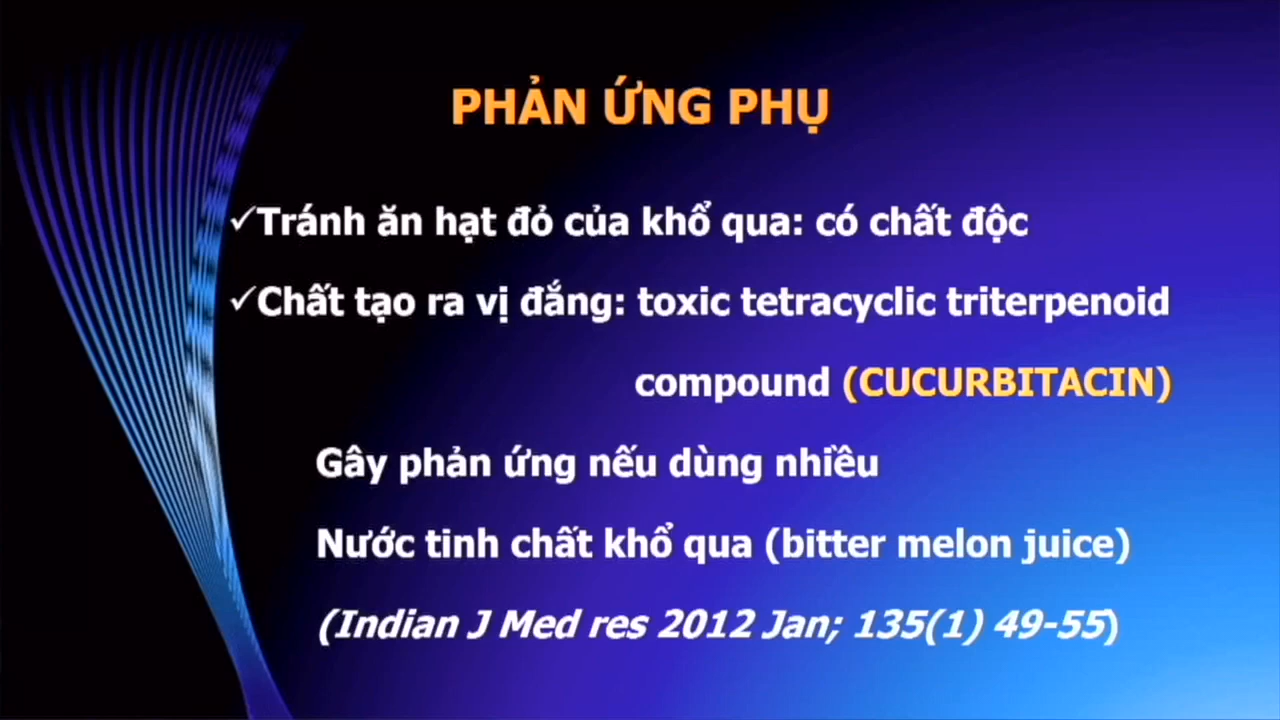 PHẢN ỨNG PHỤ
✓Tránh ăn hạt đỏ của khổ qua: có chất độc
✓Chất tạo ra vị đắng: toxic tetracyclic triterpenoid
compound (CUCURBITACIN)
Gây phản ứng nếu dùng nhiều
Nước tinh chất khổ qua (bitter melon juice)
(Indian J Med res 2012 Jan; 135(1) 49-55)